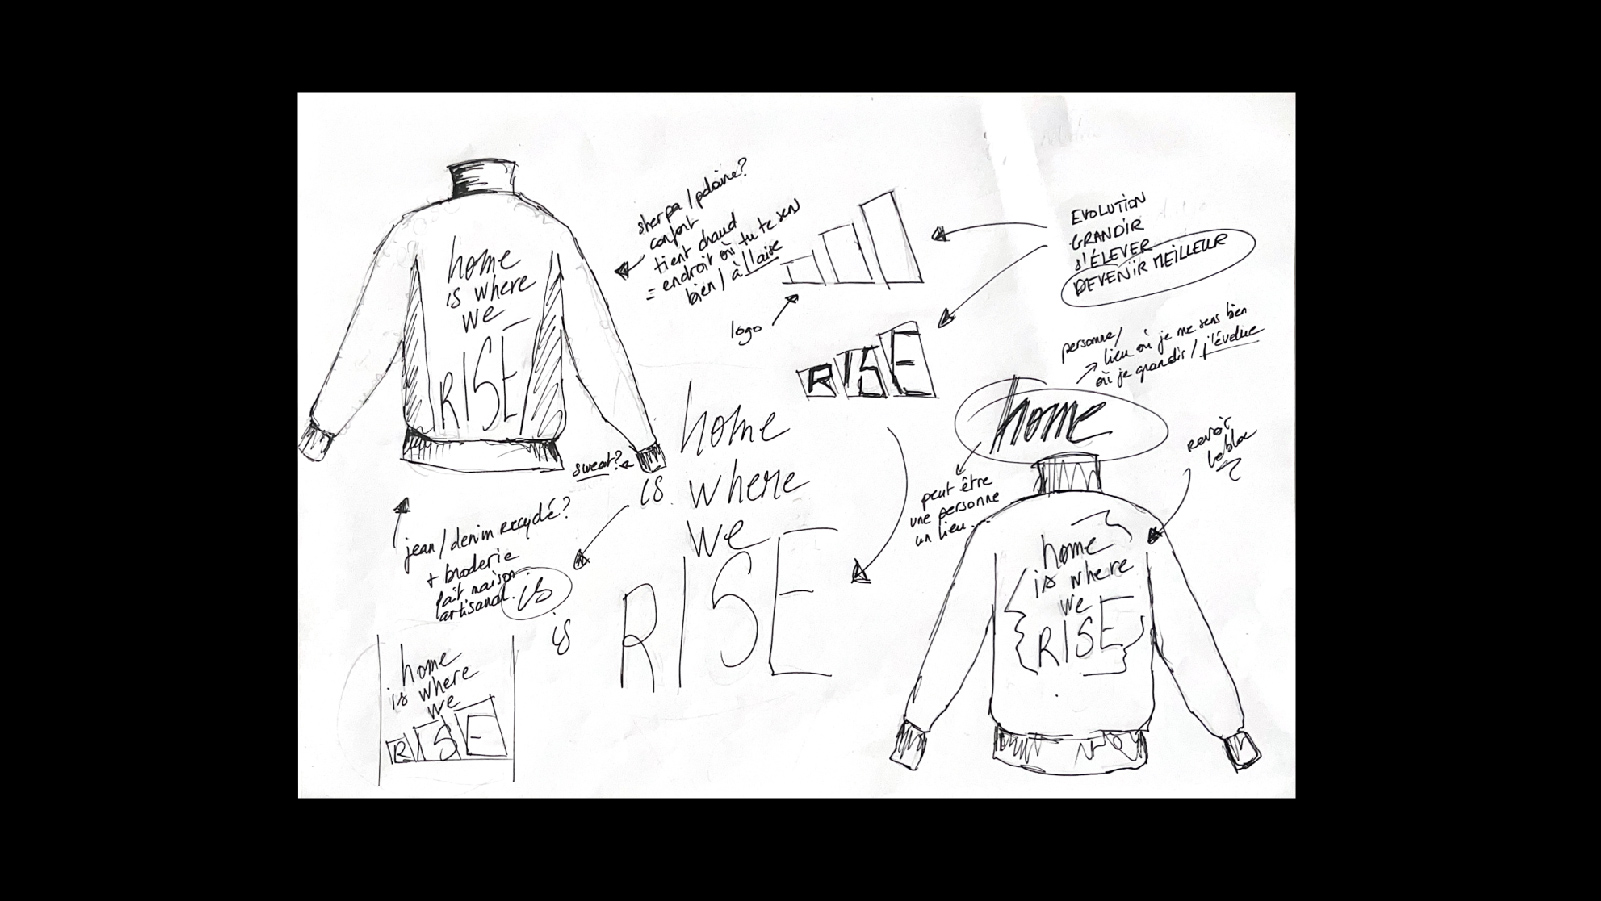 home
is where
we
RISE
sherpa / polaire?
confort
tient chaud
= endroit où tu te sens
bien / à l'aise
logo
RISE
EVOLUTION
GRANDIR
S'ÉLEVER
DEVENIR MEILLEUR
personne/
lieu où je me sens bien
où je grandis / j'évolue
home
peut être
une personne
un lieu...
revoir
home
is where
we
RISE
sweat?
home
is where
we
RISE
jean / denim recyclé?
+ broderie
fait maison
artisanal
is
is
home
is where
we
RISE